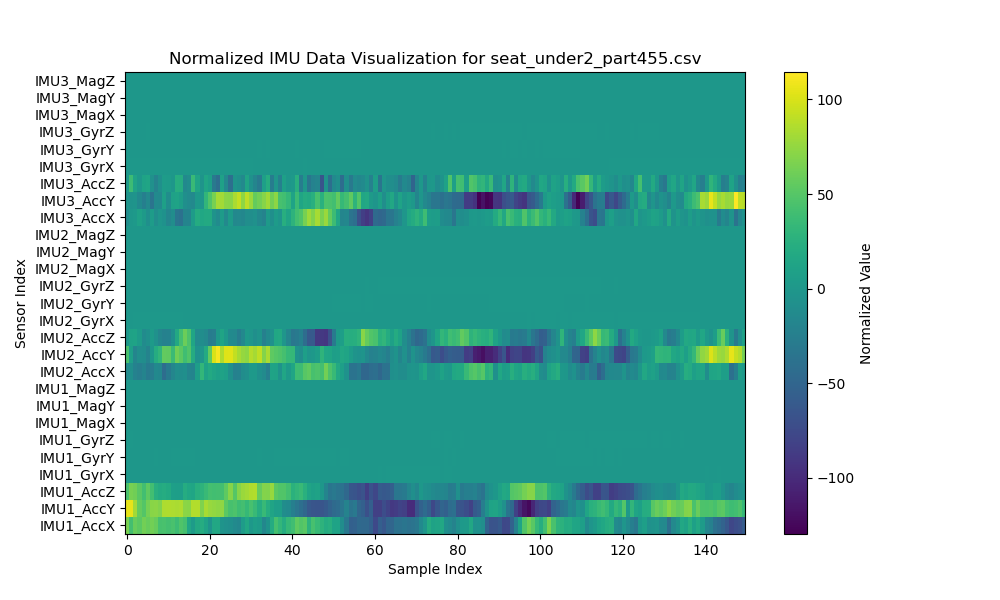 Normalized IMU Data Visualization for seat_under2_part455.csv
IMU3_MagZ
IMU3_MagY
IMU3_MagX
IMU3_GyrZ
IMU3_GyrY
IMU3_GyrX
IMU3_AccZ
IMU3_AccY
IMU3_AccX
IMU2_MagZ
IMU2_MagY
IMU2_MagX
IMU2_GyrZ
IMU2_GyrY
IMU2_GyrX
IMU2_AccZ
IMU2_AccY
IMU2_AccX
IMU1_MagZ
IMU1_MagY
IMU1_MagX
IMU1_GyrZ
IMU1_GyrY
IMU1_GyrX
IMU1_AccZ
IMU1_AccY
IMU1_AccX
Sensor Index
0 20 40 60 80 100 120 140
Sample Index
100
50
0
−50
−100
Normalized Value